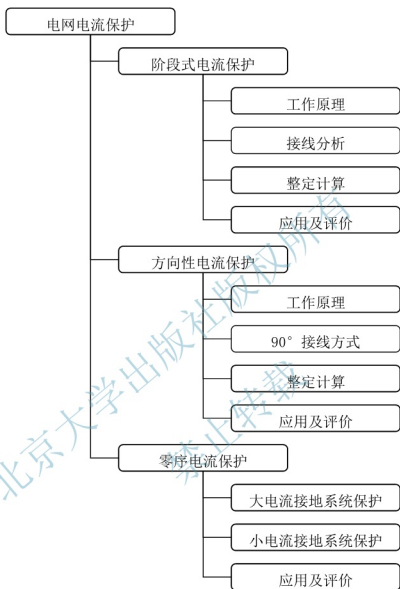 电网电流保护
阶段式电流保护
工作原理
接线分析
整定计算
应用及评价
方向性电流保护
工作原理
90°接线方式
整定计算
应用及评价
零序电流保护
大电流接地系统保护
小电流接地系统保护
应用及评价
北京大学出版社版权所有
禁止转载